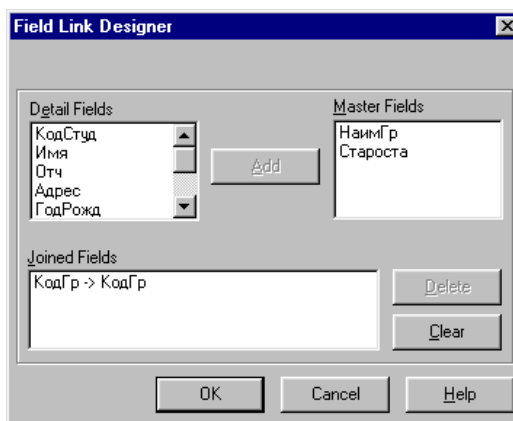 Field Link Designer
Detail Fields
Master Fields
КодСтуд
Имя
Отч
Адрес
ГодРожд
Add
НаимГр
Староста
Joined Fields
КодГр -> КодГр
Delete
Clear
OK
Cancel
Help